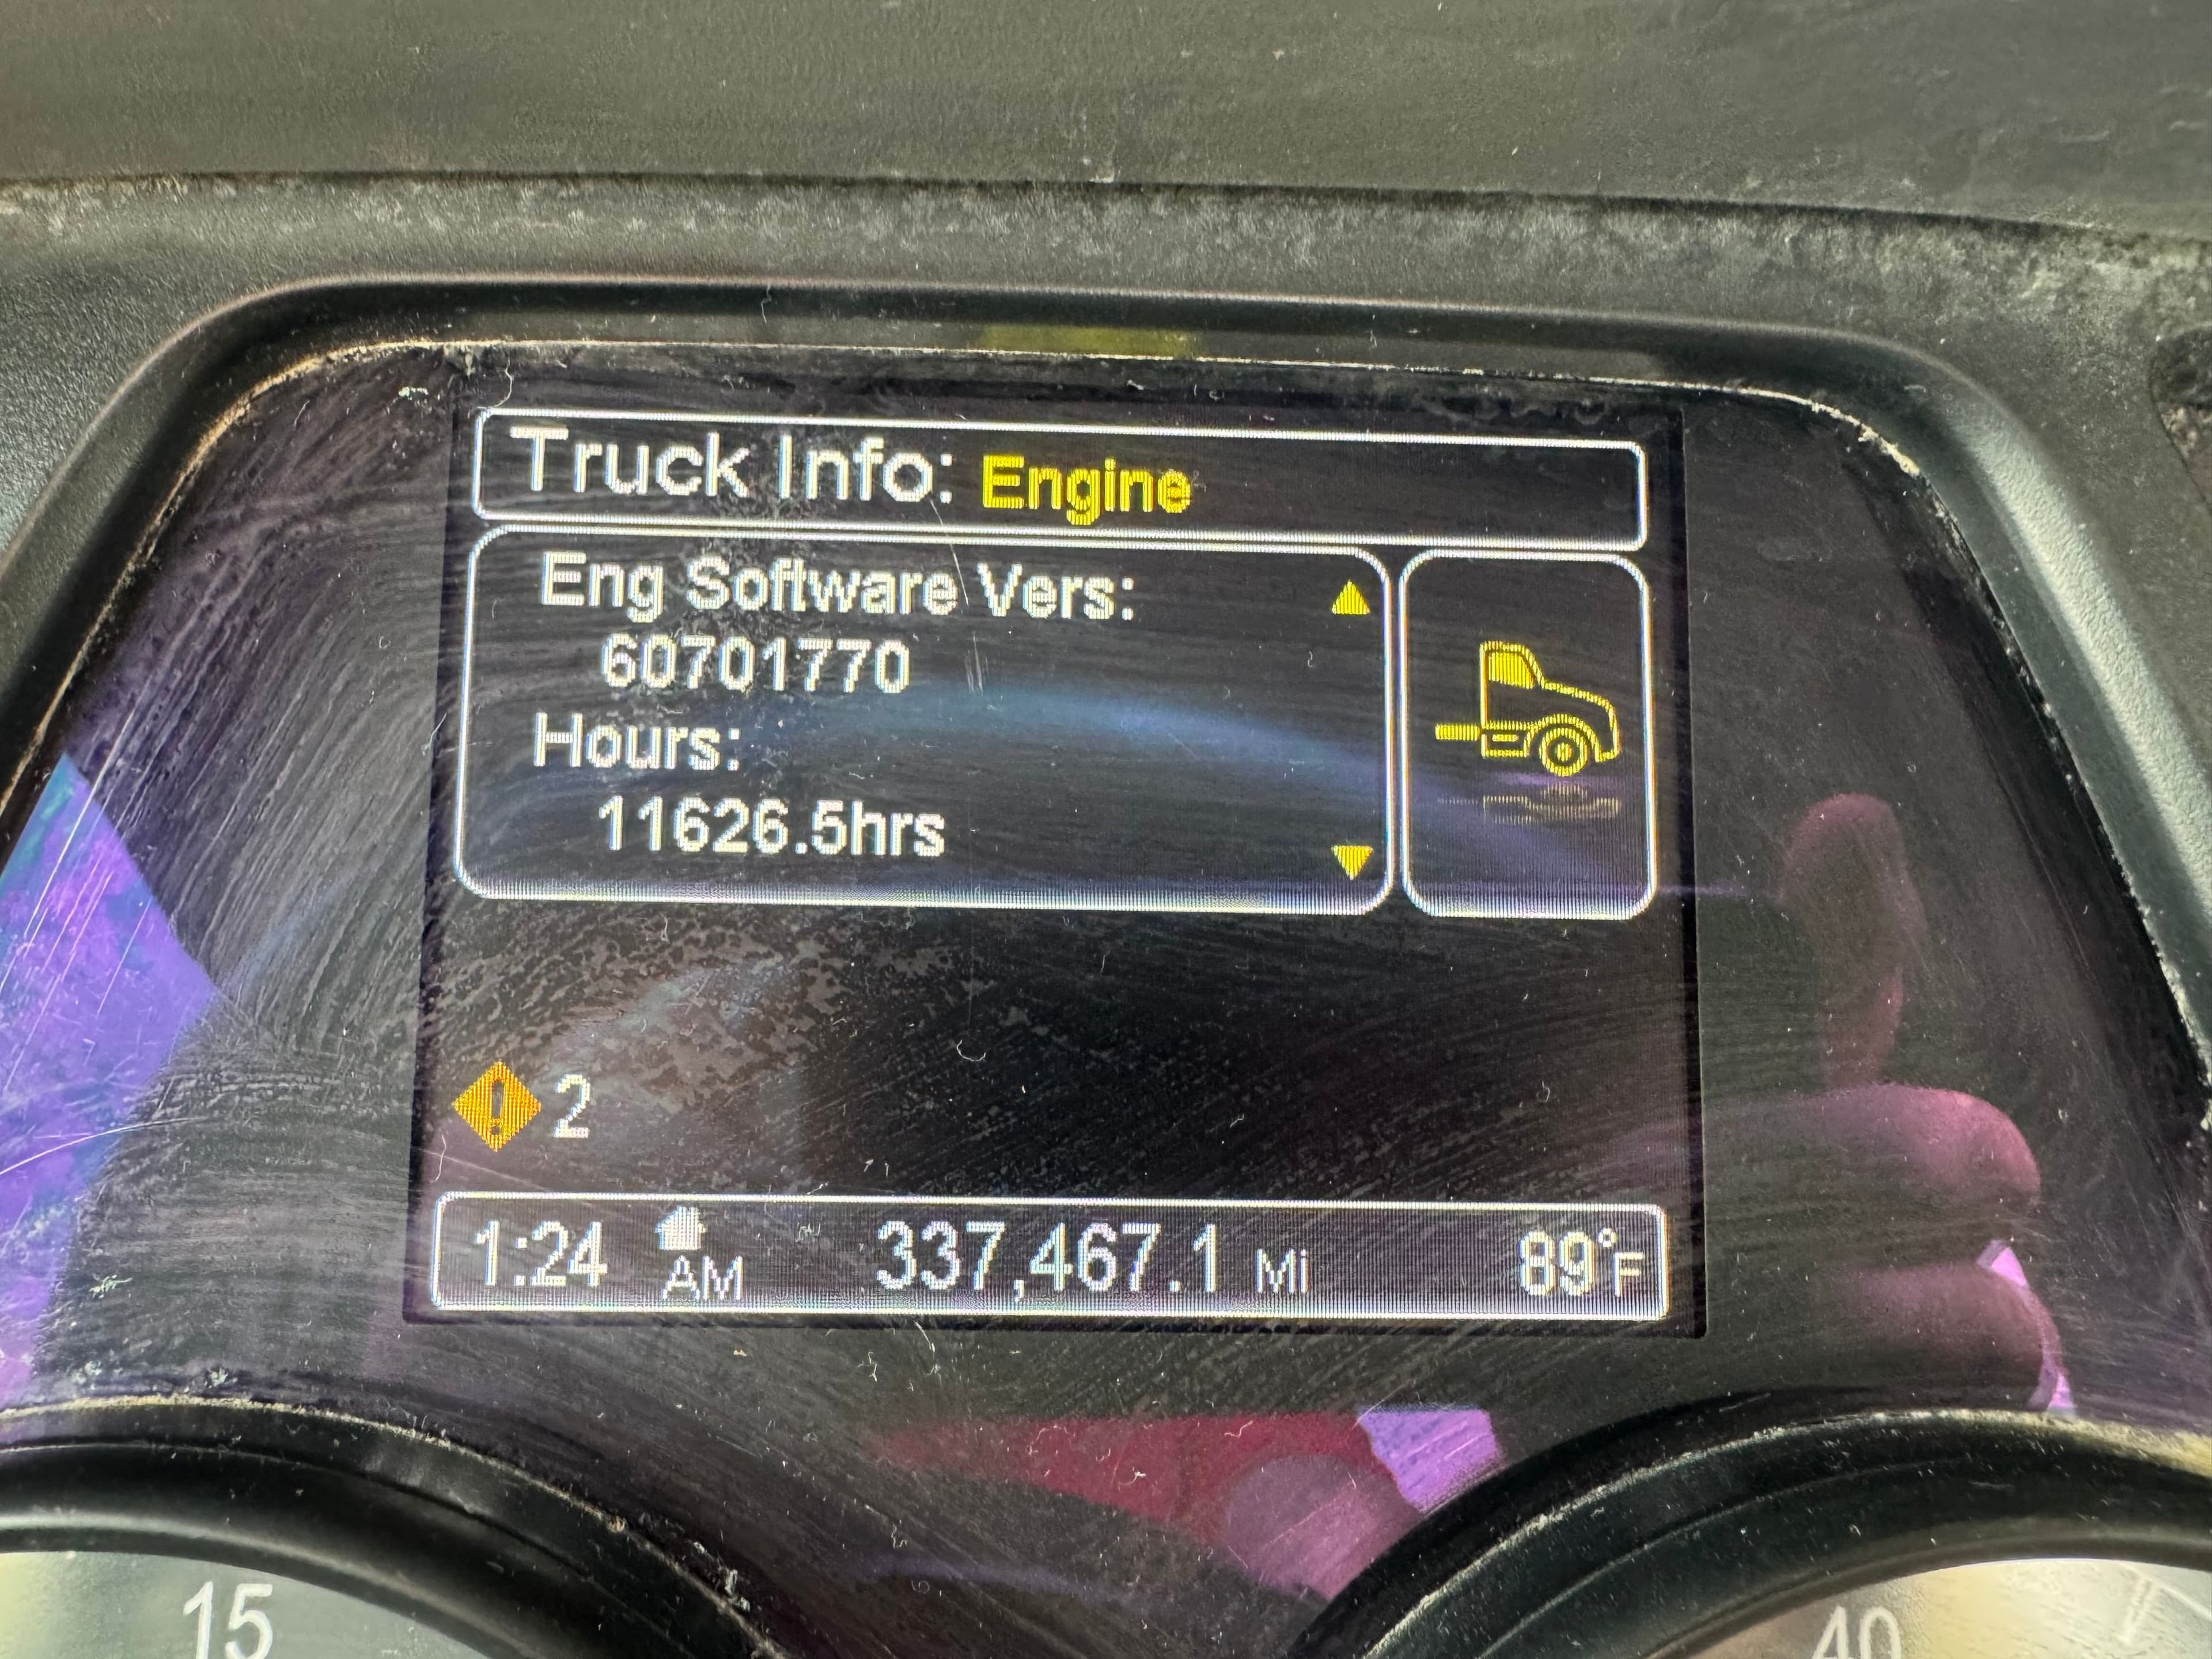 Truck Info: Engine
Eng Software Vers:
60701770
Hours:
11626.5hrs
2
1:24 AM 337,467.1 Mi 89°F
15 40